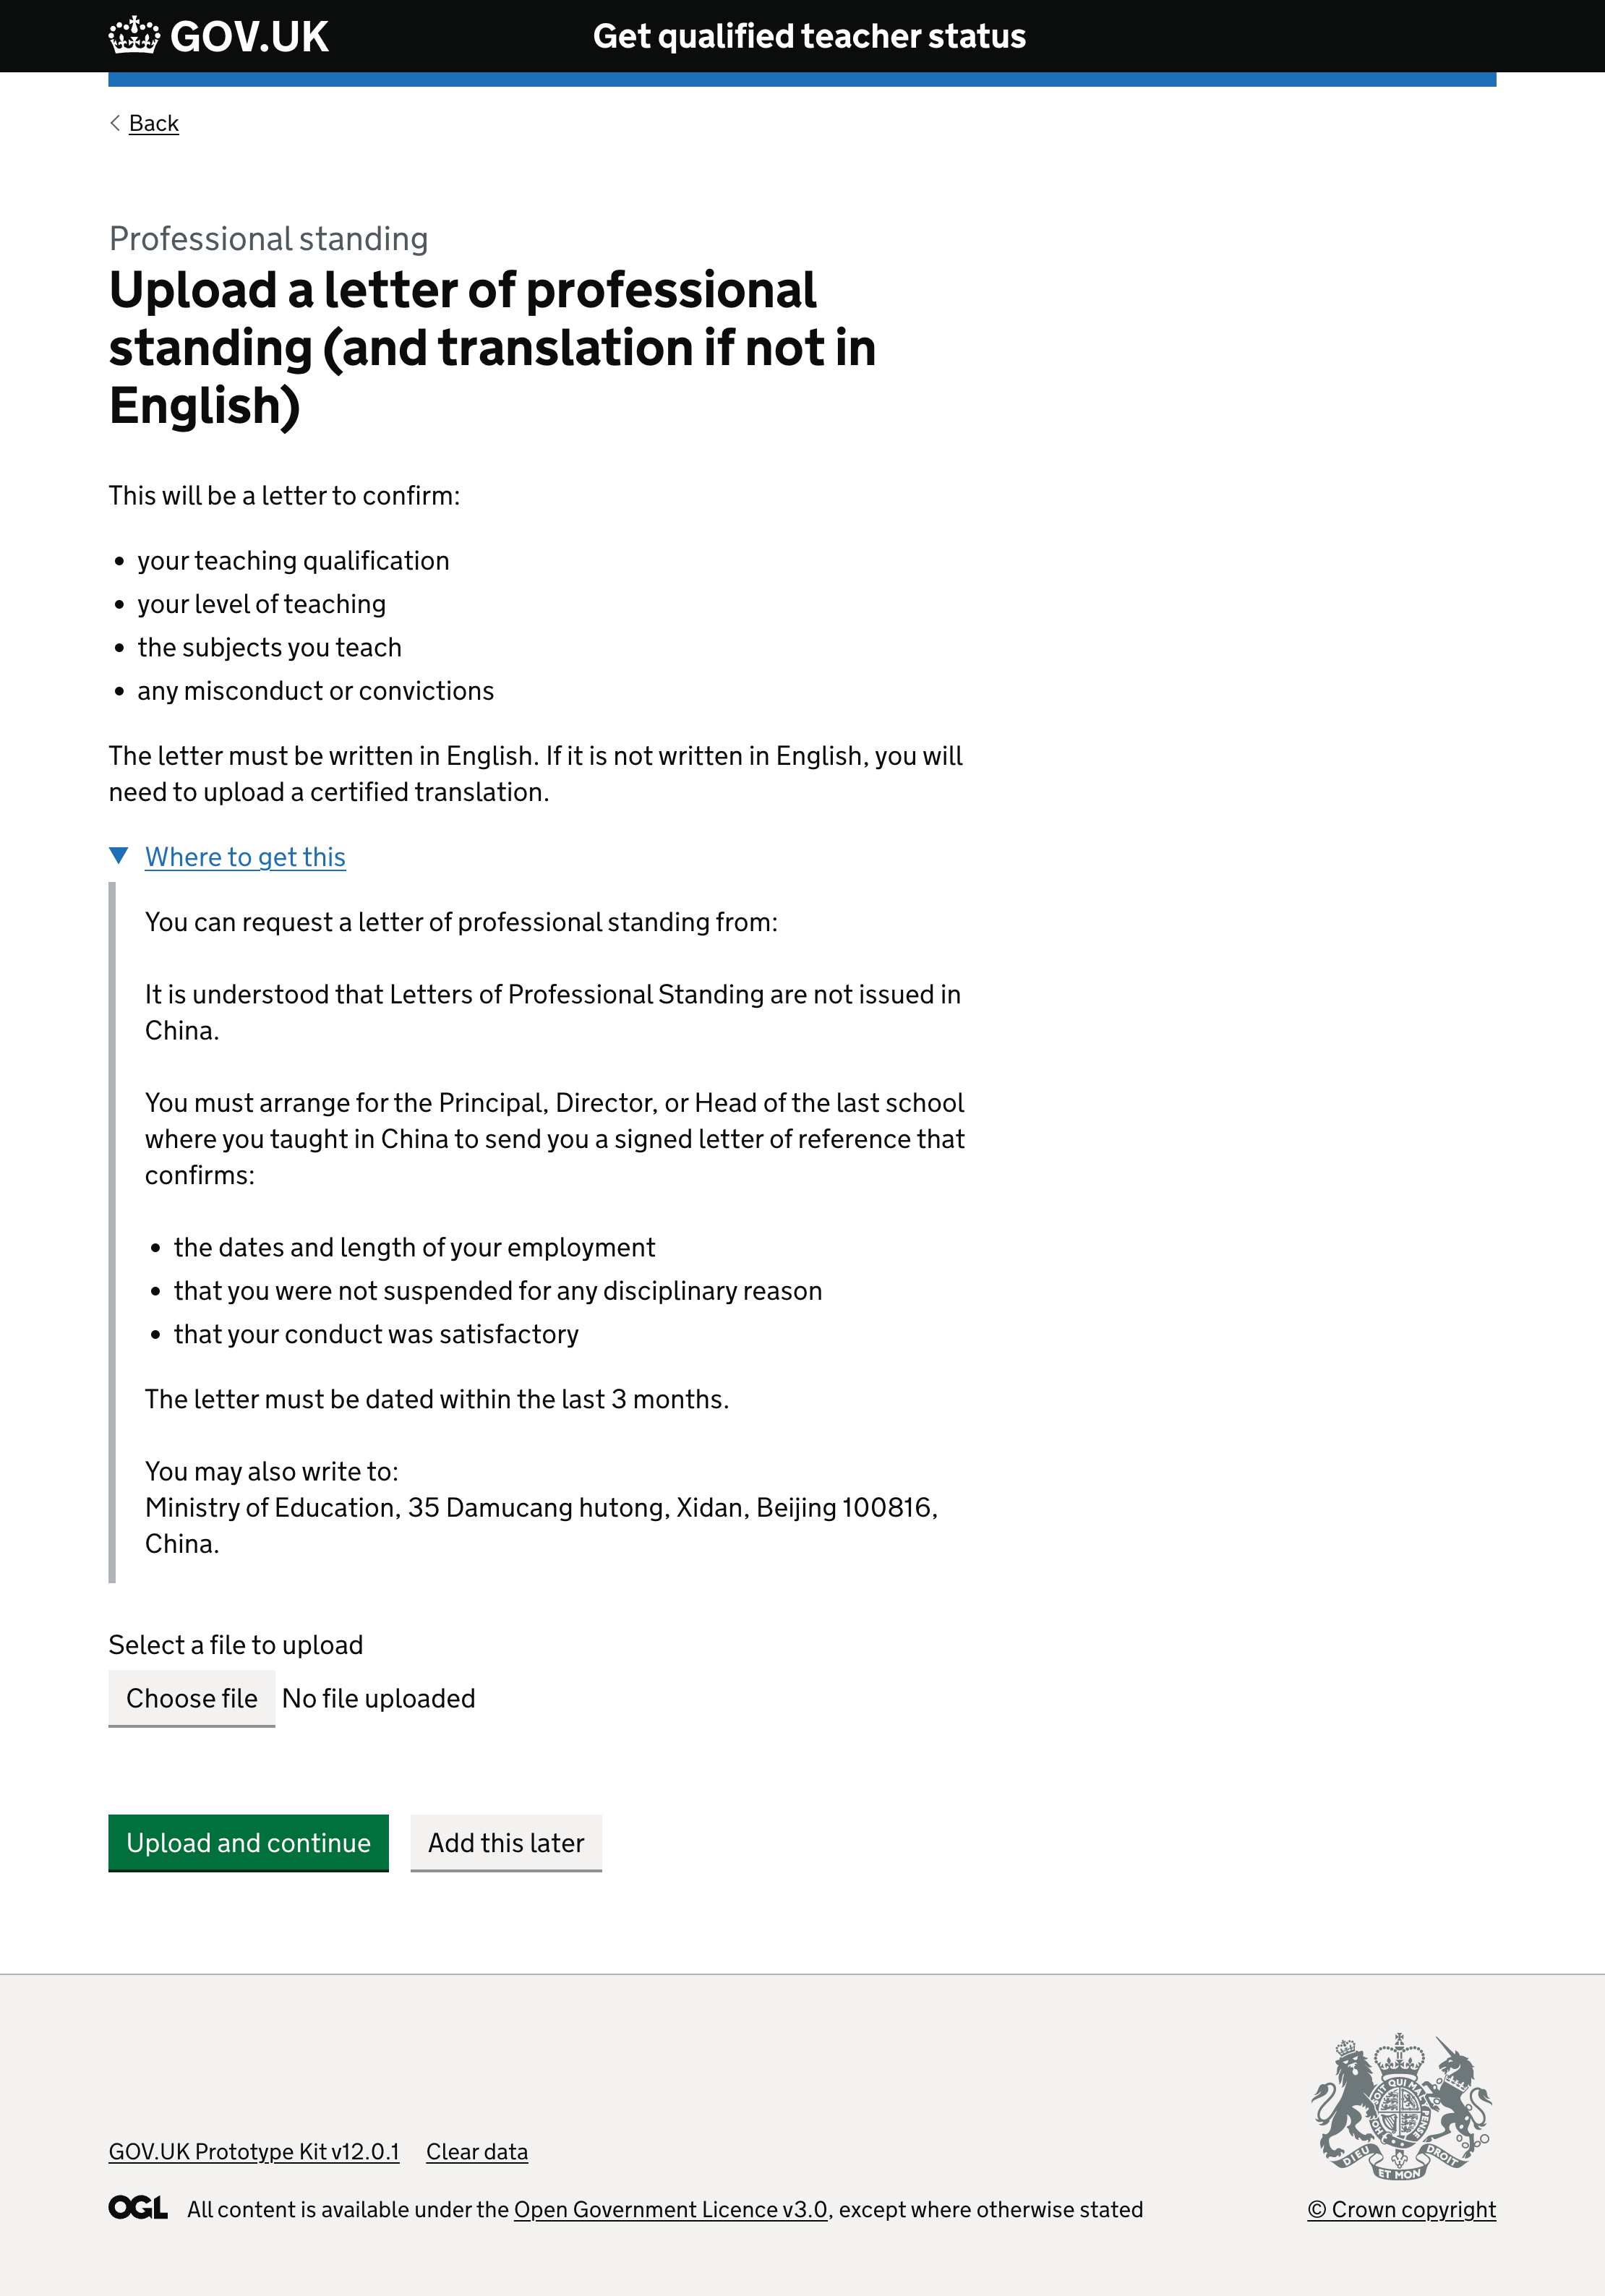 GOV.UK
Get qualified teacher status
Back
Professional standing
Upload a letter of professional
standing (and translation if not in
English)
This will be a letter to confirm:
• your teaching qualification
• your level of teaching
• the subjects you teach
• any misconduct or convictions
The letter must be written in English. If it is not written in English, you will
need to upload a certified translation.
Where to get this
You can request a letter of professional standing from:
It is understood that Letters of Professional Standing are not issued in
China.
You must arrange for the Principal, Director, or Head of the last school
where you taught in China to send you a signed letter of reference that
confirms:
• the dates and length of your employment
• that you were not suspended for any disciplinary reason
• that your conduct was satisfactory
The letter must be dated within the last 3 months.
You may also write to:
Ministry of Education, 35 Damucang hutong, Xidan, Beijing 100816,
China.
Select a file to upload
Choose file No file uploaded
Upload and continue
Add this later
GOV.UK Prototype Kit v12.0.1 Clear data
DIEU ET MON DROIT
OGL All content is available under the Open Government Licence v3.0, except where otherwise stated
© Crown copyright